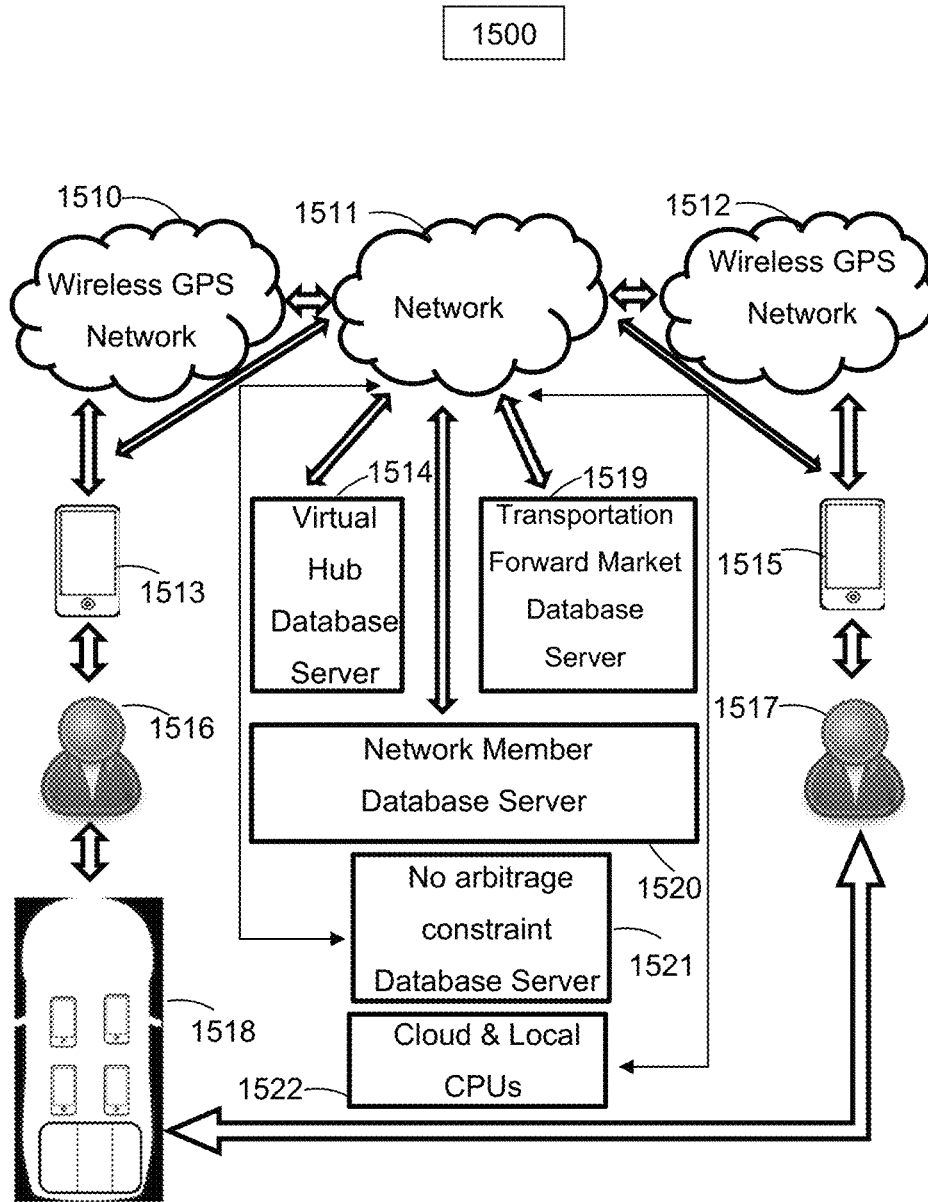 1500
1510
1511
1512
Wireless GPS
Network
Network
Wireless GPS
Network
1514
1519
Virtual
Hub
Database
Server
Transportation
Forward Market
Database
Server
1513
1515
1516
1517
Network Member
Database Server
1520
No arbitrage
constraint
Database Server
1521
1518
Cloud & Local
CPUs
1522